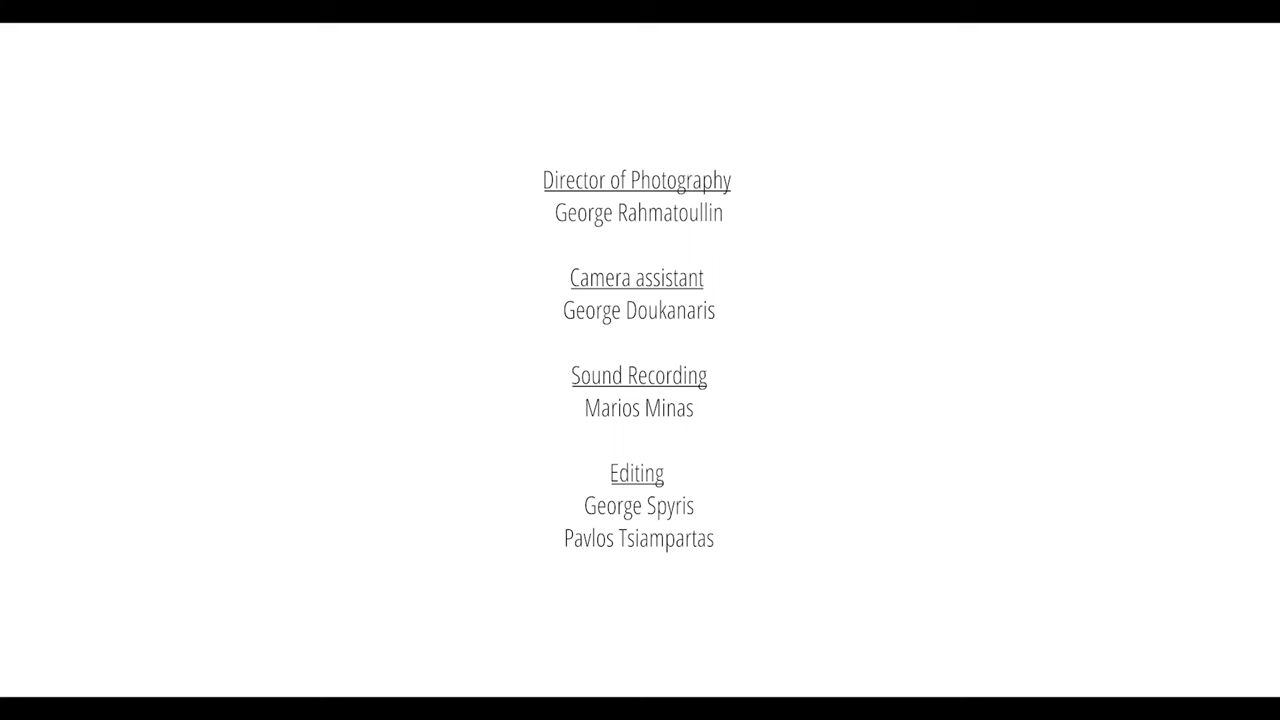 Director of Photography
George Rahmatoullin
Camera assistant
George Doukanaris
Sound Recording
Marios Minas
Editing
George Spyris
Pavlos Tsiampartas